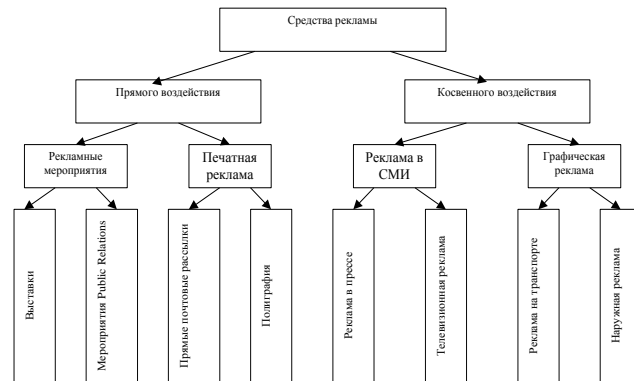 Средства рекламы
Прямого воздействия
Косвенного воздействия
Рекламные
мероприятия
Печатная
реклама
Реклама в
СМИ
Графическая
реклама
Выставки
Мероприятия Public Relations
Прямые почтовые рассылки
Полиграфия
Реклама в прессе
Телевизионная реклама
Реклама на транспорте
Наружная реклама